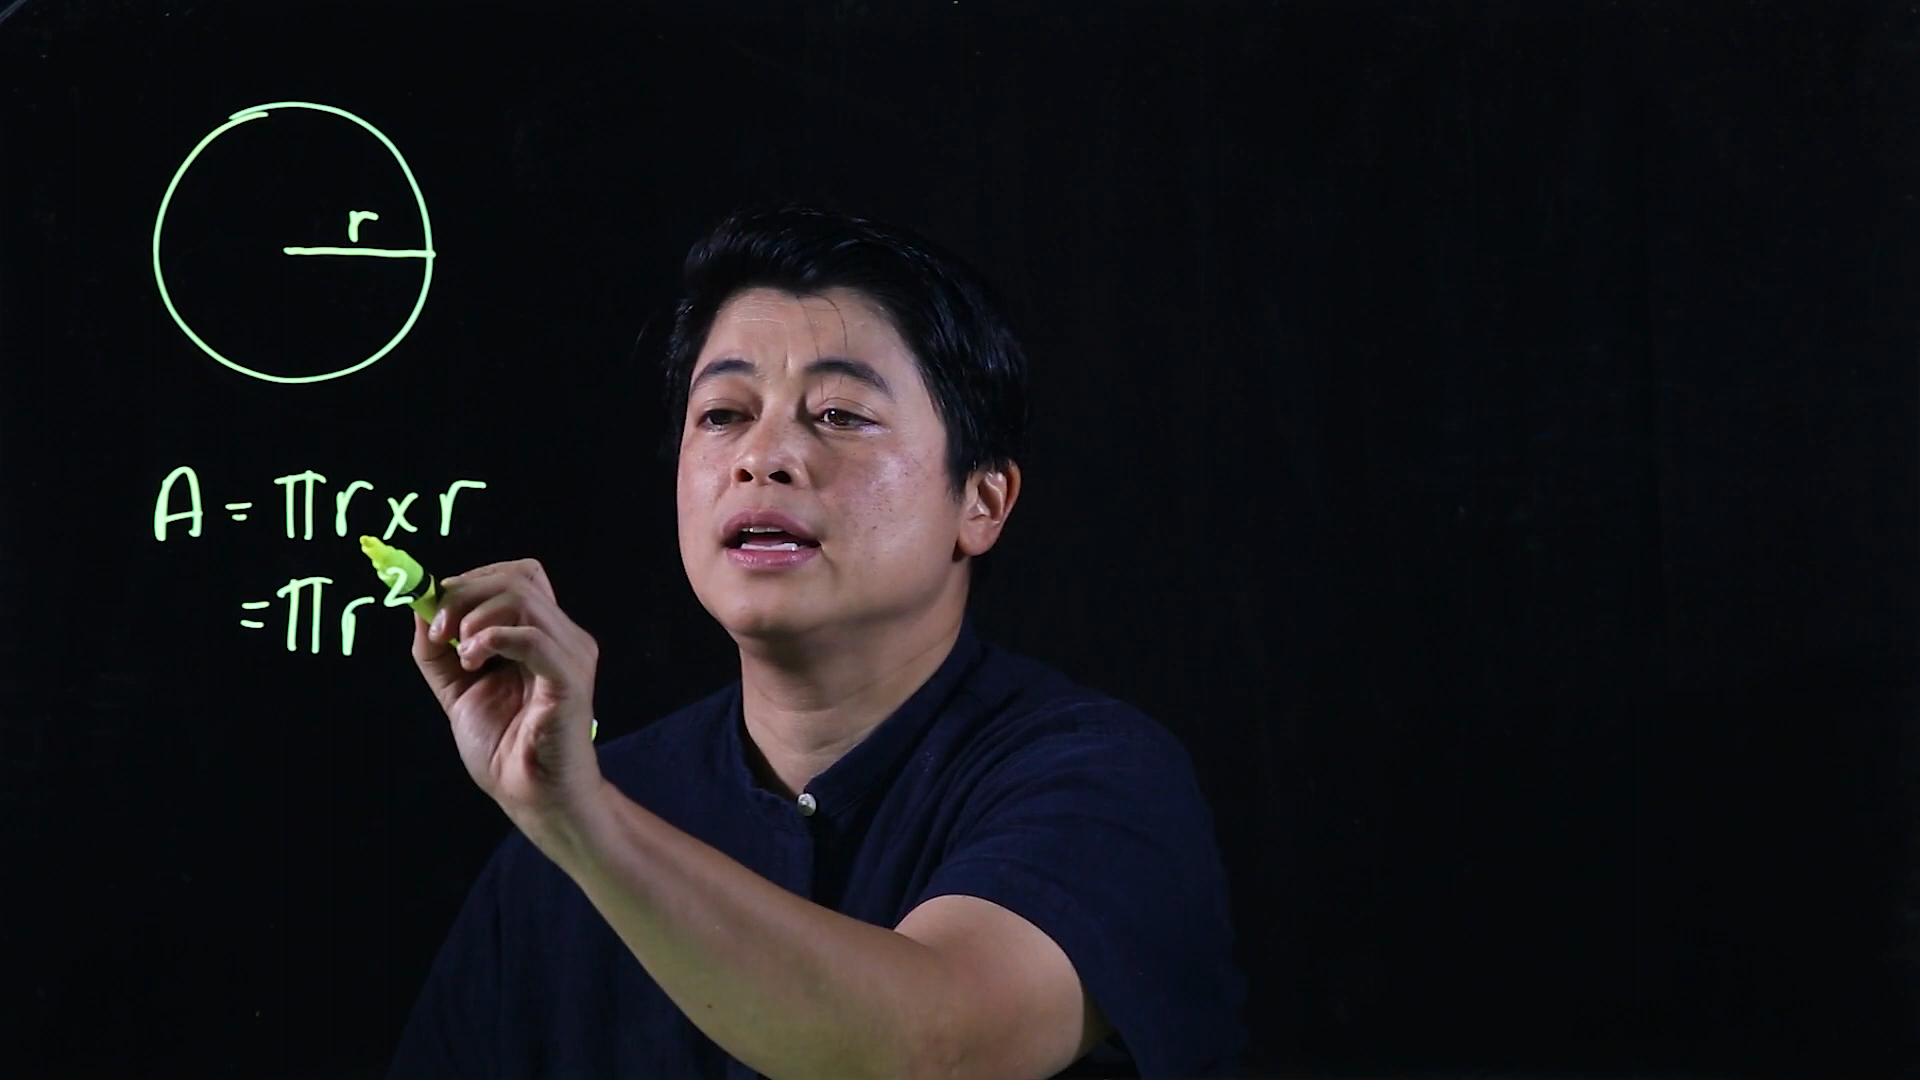 r
A = πr×r
= πr²